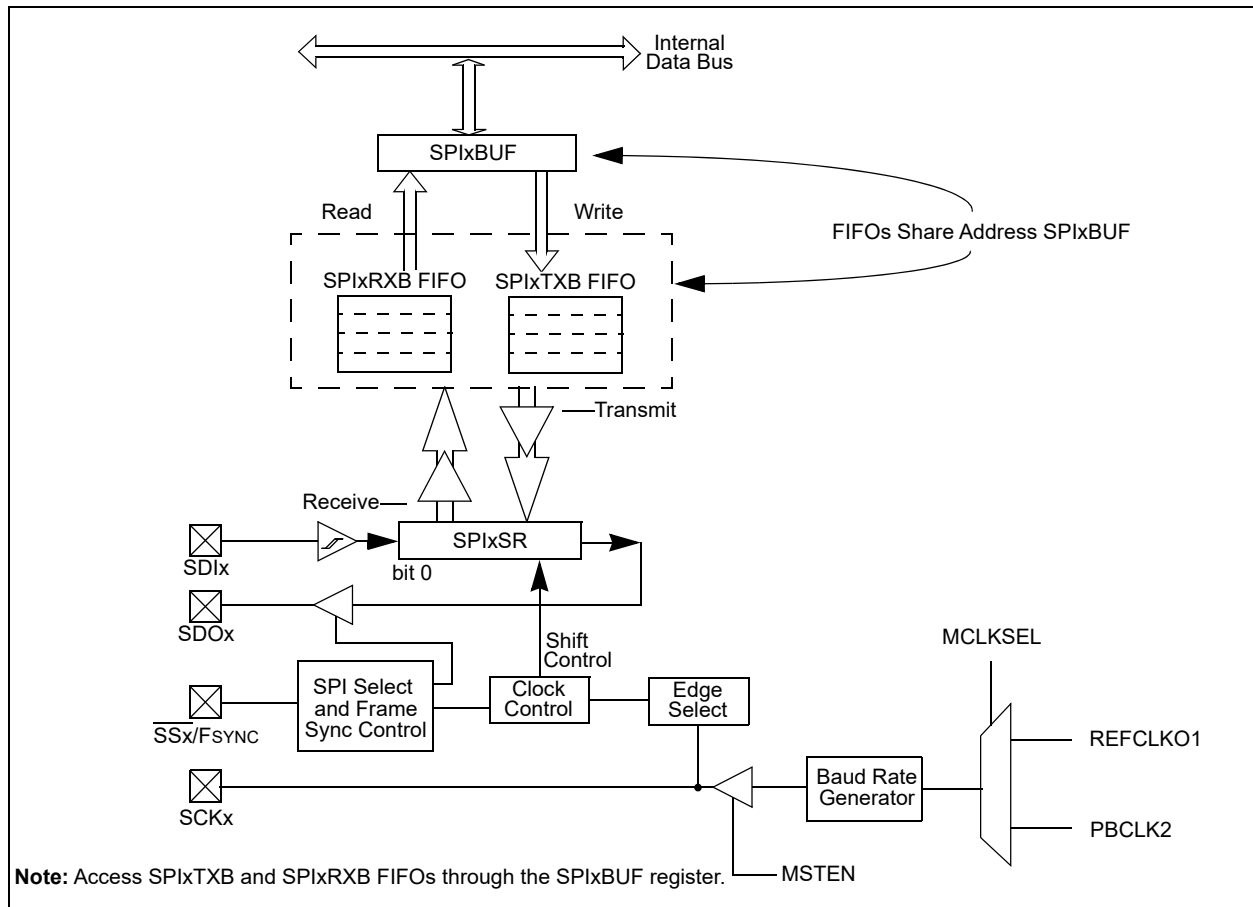 Internal
Data Bus
SPIxBUF
Read
Write
FIFOs Share Address SPIxBUF
SPIxRXB FIFO
SPIxTXB FIFO
Transmit
Receive
SPIxSR
SDIx
bit 0
SDOx
Shift
Control
MCLKSEL
SPI Select
and Frame
Sync Control
Clock
Control
Edge
Select
SSx/FSYNC
REFCLKO1
Baud Rate
Generator
SCKx
PBCLK2
MSTEN
Note: Access SPIxTXB and SPIxRXB FIFOs through the SPIxBUF register.